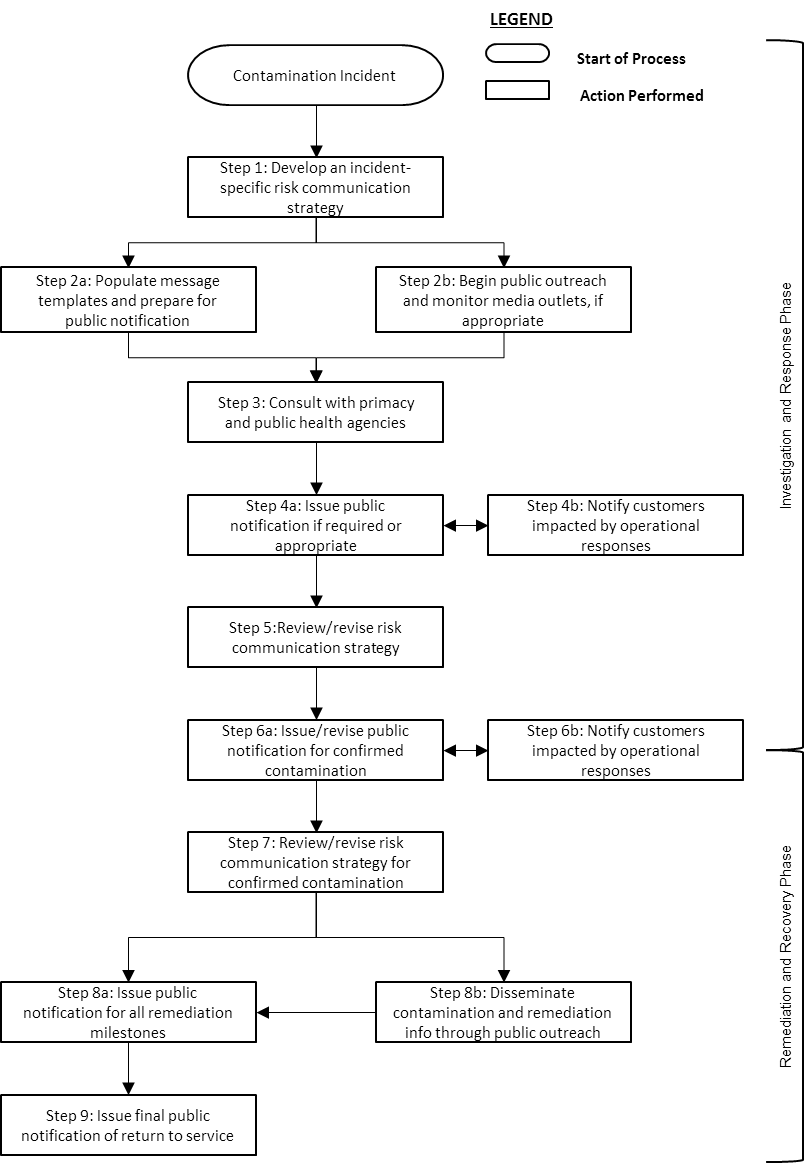 LEGEND
Start of Process
Action Performed
Contamination Incident
Step 1: Develop an incident-
specific risk communication
strategy
Step 2a: Populate message
templates and prepare for
public notification
Step 2b: Begin public outreach
and monitor media outlets, if
appropriate
Step 3: Consult with primacy
and public health agencies
Step 4a: Issue public
notification if required or
appropriate
Step 4b: Notify customers
impacted by operational
responses
Step 5:Review/revise risk
communication strategy
Step 6a: Issue/revise public
notification for confirmed
contamination
Step 6b: Notify customers
impacted by operational
responses
Investigation and Response Phase
Step 7: Review/revise risk
communication strategy for
confirmed contamination
Step 8a: Issue public
notification for all remediation
milestones
Step 8b: Disseminate
contamination and remediation
info through public outreach
Step 9: Issue final public
notification of return to service
Remediation and Recovery Phase